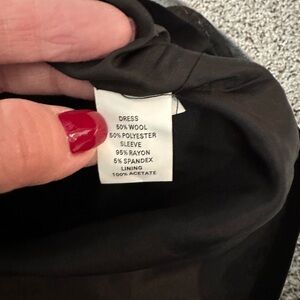 DRESS
50% WOOL
50% POLYESTER
SLEEVE
95% RAYON
5% SPANDEX
LINING
100% ACETATE